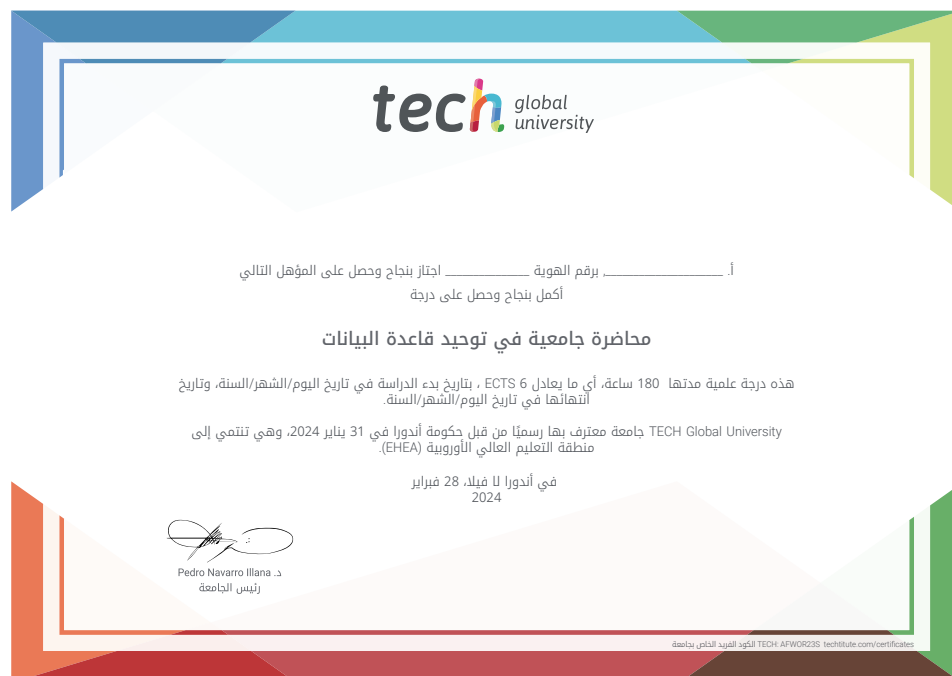 tech global
university
أ. ____________________, برقم الهوية ______________ اجتاز بنجاح وحصل على المؤهل التالي
أكمل بنجاح وحصل على درجة
محاضرة جامعية في توحيد قاعدة البيانات
هذه درجة علمية مدتها 180 ساعة، أي ما يعادل 6 ECTS ، بتاريخ بدء الدراسة في تاريخ اليوم/الشهر/السنة، وتاريخ
انتهائها في تاريخ اليوم/الشهر/السنة.
TECH Global University جامعة معترف بها رسميًا من قبل حكومة أندورا في 31 يناير 2024، وهي تنتمي إلى
منطقة التعليم العالي الأوروبية (EHEA).
في أندورا لا فيلا، 28 فبراير
2024
د. Pedro Navarro Illana
رئيس الجامعة
الكود الفريد الخاص بجامعة TECH: AFWOR23S techtitute.com/certificates